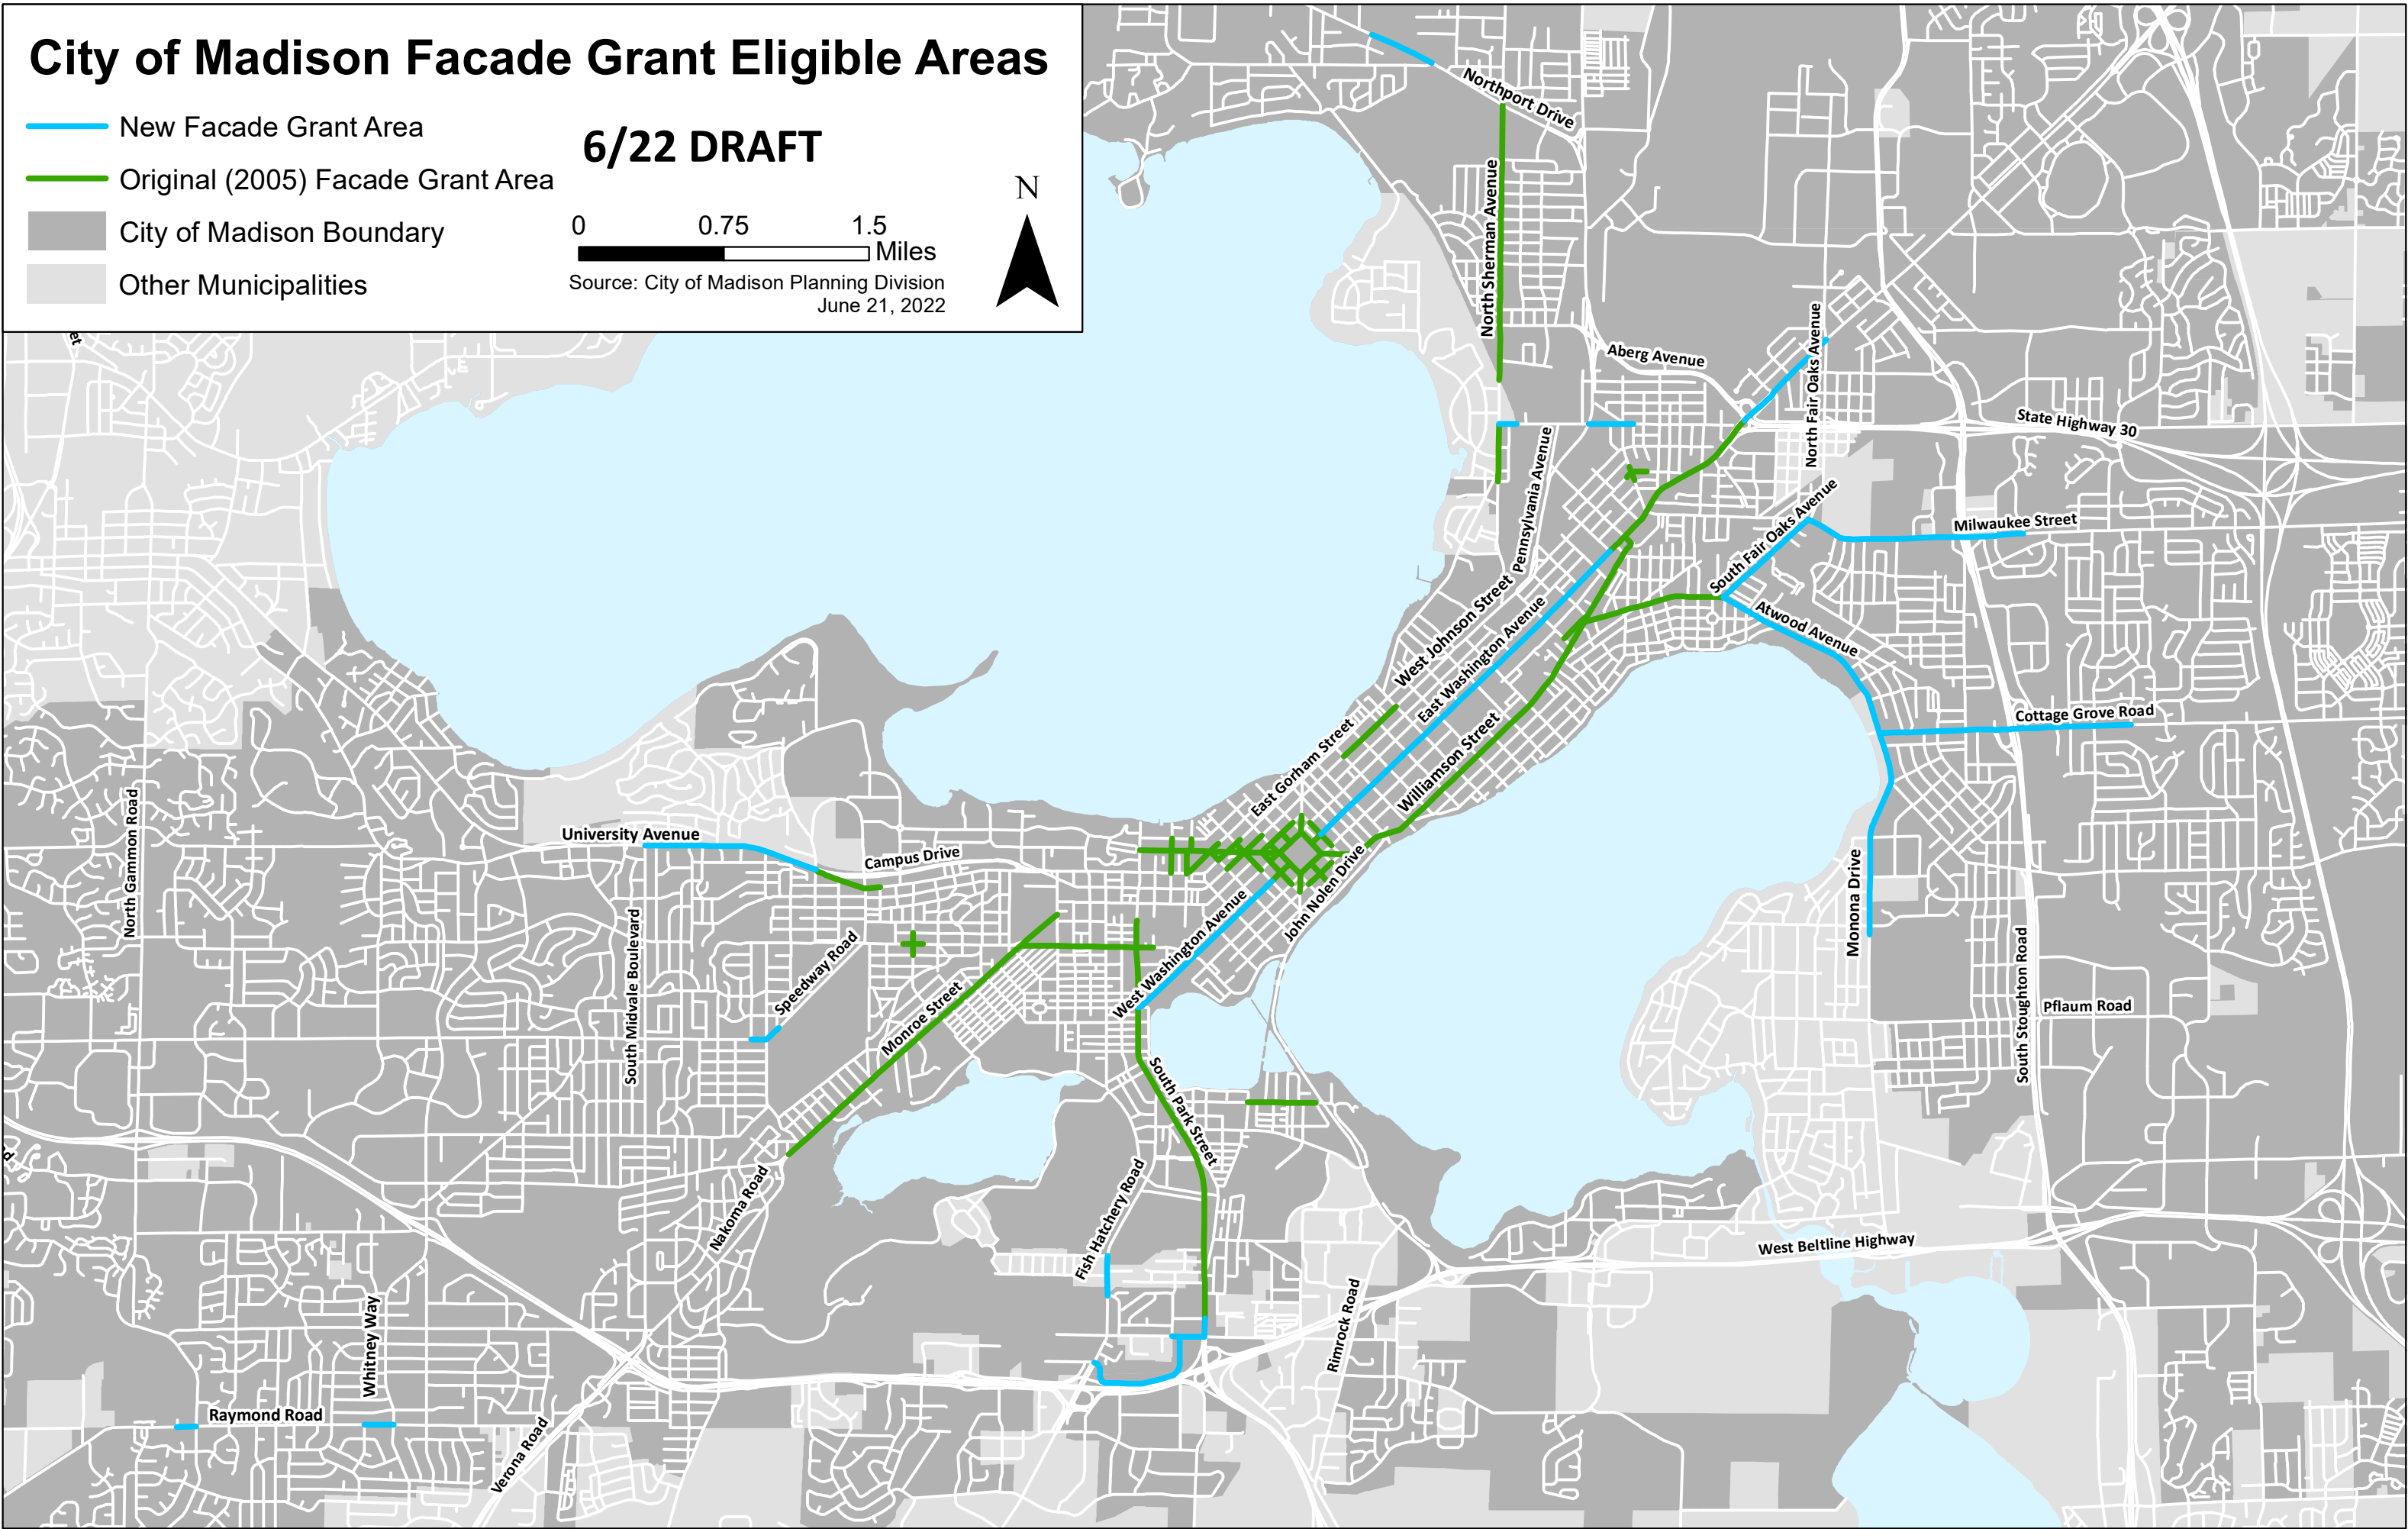 City of Madison Facade Grant Eligible Areas
New Facade Grant Area
6/22 DRAFT
Original (2005) Facade Grant Area
N
City of Madison Boundary
0 0.75 1.5
Miles
Other Municipalities
Source: City of Madison Planning Division
June 21, 2022
Northport Drive
North Sherman Avenue
Aberg Avenue
North Fair Oaks Avenue
State Highway 30
Pennsylvania Avenue
South Fair Oaks Avenue
Milwaukee Street
West Johnson Street
East Washington Avenue
Atwood Avenue
Cottage Grove Road
East Gorham Street
Williamson Street
North Gammon Road
University Avenue
Campus Drive
John Nolen Drive
Monona Drive
South Midvale Boulevard
Speedway Road
West Washington Avenue
Monroe Street
South Stoughton Road
Pflaum Road
South Park Street
Nakoma Road
Fish Hatchery Road
West Beltline Highway
Rimrock Road
Whitney Way
Raymond Road
Verona Road